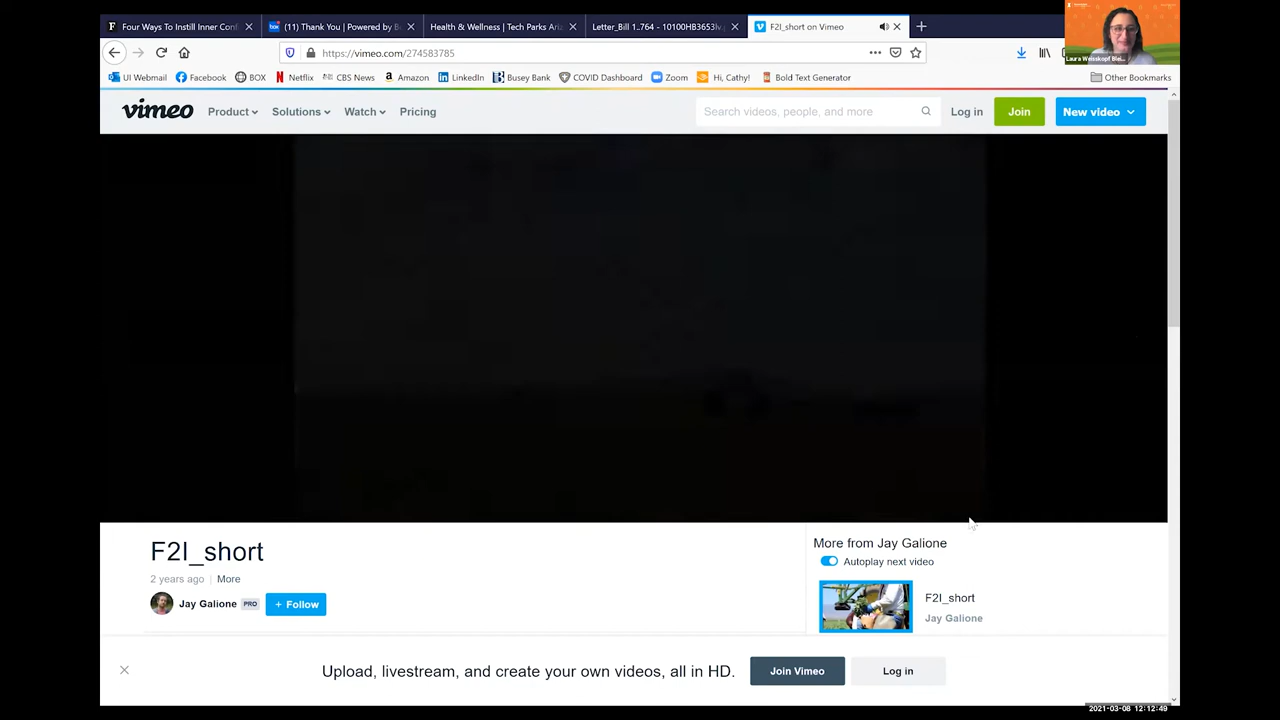 Four Ways To Instill Inner Conf
(11) Thank You | Powered by B
Health & Wellness | Tech Parks Ariz
Letter_Bill 1..764 - 10100HB3653lv.
F2I_short on Vimeo
https://vimeo.com/274583785
UI Webmail
Facebook
BOX
Netflix
CBS News
Amazon
LinkedIn
Busey Bank
COVID Dashboard
Zoom
Hi, Cathy!
Bold Text Generator
Other Bookmarks
Laura Weisskopf Blei...
vimeo
Product
Solutions
Watch
Pricing
Search videos, people, and more
Log in
Join
New video
F2I_short
2 years ago | More
Jay Galione PRO
+ Follow
More from Jay Galione
Autoplay next video
F2I_short
Jay Galione
Upload, livestream, and create your own videos, all in HD.
Join Vimeo
Log in
2021-03-08 12:12:49